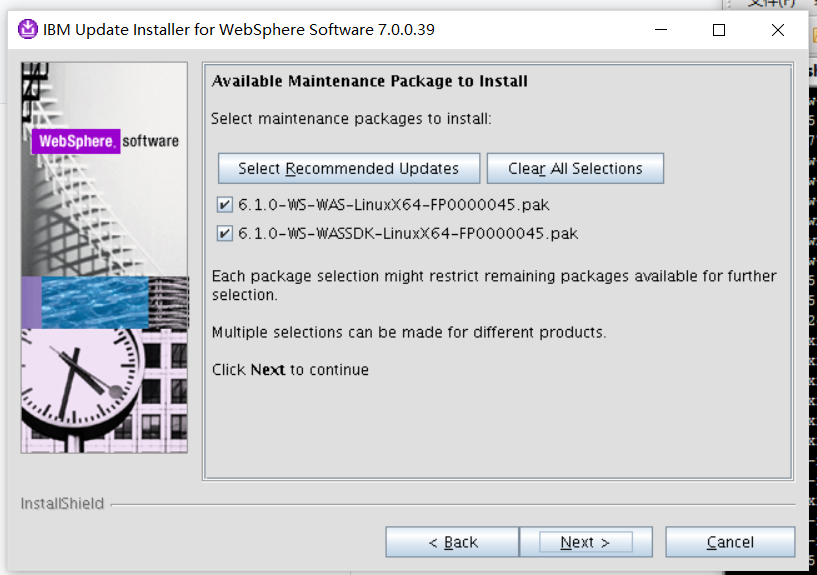 文件(F)
IBM Update Installer for WebSphere Software 7.0.0.39
WebSphere. software
Available Maintenance Package to Install
Select maintenance packages to install:
Select Recommended Updates
Clear All Selections
6.1.0-WS-WAS-LinuxX64-FP0000045.pak
6.1.0-WS-WASSDK-LinuxX64-FP0000045.pak
Each package selection might restrict remaining packages available for further
selection.
Multiple selections can be made for different products.
Click Next to continue
InstallShield
< Back
Next >
Cancel